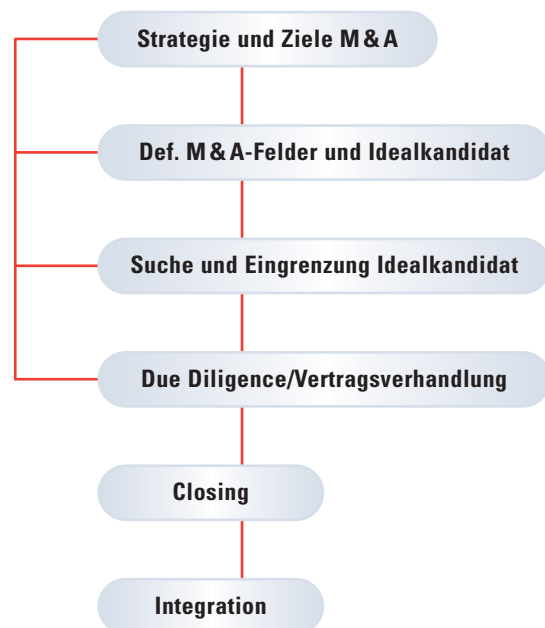 Strategie und Ziele M & A
Def. M & A-Felder und Idealkandidat
Suche und Eingrenzung Idealkandidat
Due Diligence/Vertragsverhandlung
Closing
Integration